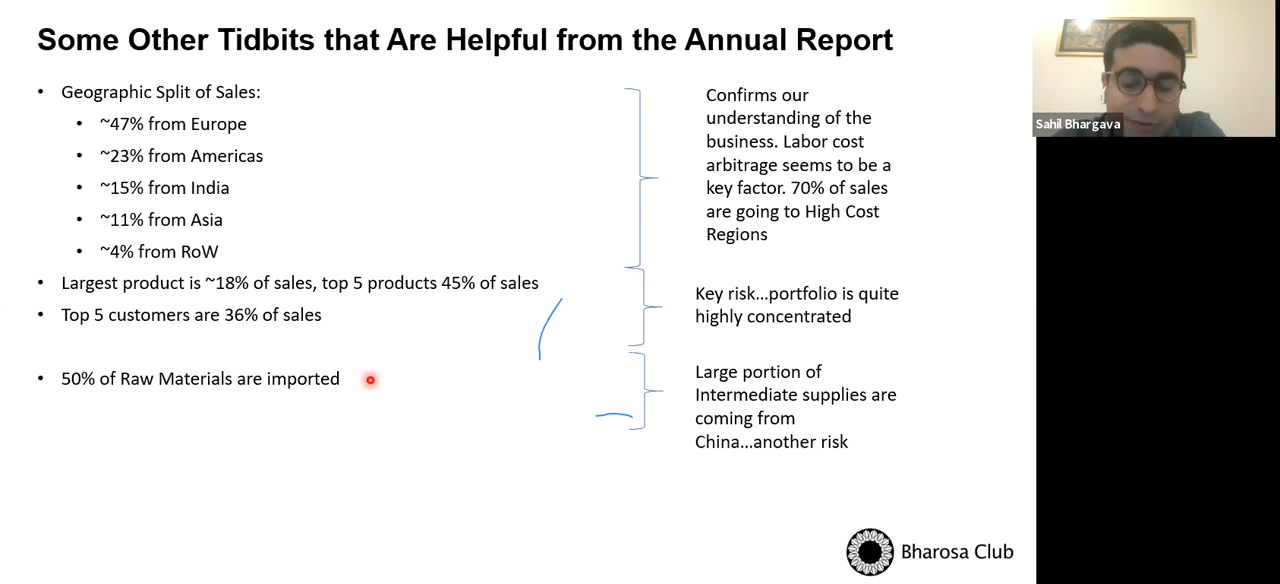 Some Other Tidbits that Are Helpful from the Annual Report
• Geographic Split of Sales:
• ~47% from Europe
• ~23% from Americas
• ~15% from India
• ~11% from Asia
• ~4% from RoW
• Largest product is ~18% of sales, top 5 products 45% of sales
• Top 5 customers are 36% of sales
• 50% of Raw Materials are imported
Confirms our
understanding of the
business. Labor cost
arbitrage seems to be a
key factor. 70% of sales
are going to High Cost
Regions
Key risk...portfolio is quite
highly concentrated
Large portion of
Intermediate supplies are
coming from
China...another risk
Sahil Bhargava
Bharosa Club